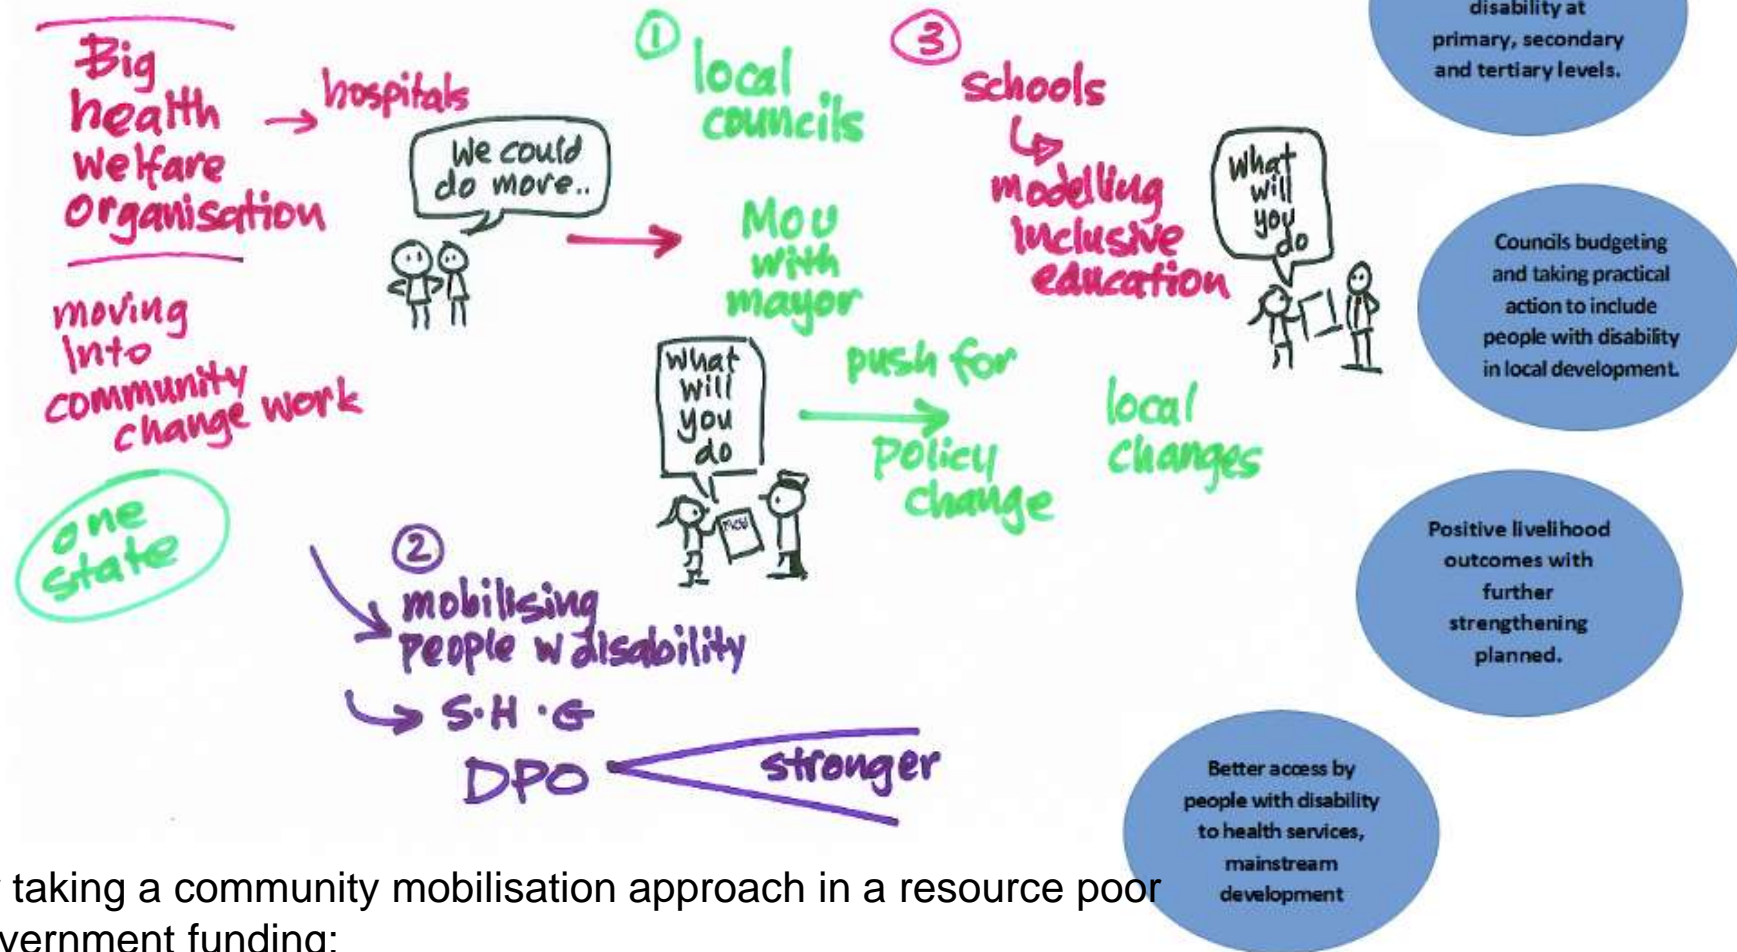 Big
health
welfare
organisation
→ hospitals
We could
do more..
moving
into
community
change work
one
state
① local
councils
MOU
with
mayor
What
will
you
do
MOU
push for
policy
change
local
changes
② mobilising
people w disability
S.H.G
DPO
stronger
③ schools
modelling
inclusive
education
What
will
you
do
disability at
primary, secondary
and tertiary levels.
Councils budgeting
and taking practical
action to include
people with disability
in local development.
Positive livelihood
outcomes with
further
strengthening
planned.
Better access by
people with disability
to health services,
mainstream
development
taking a community mobilisation approach in a resource poor
vernment funding: